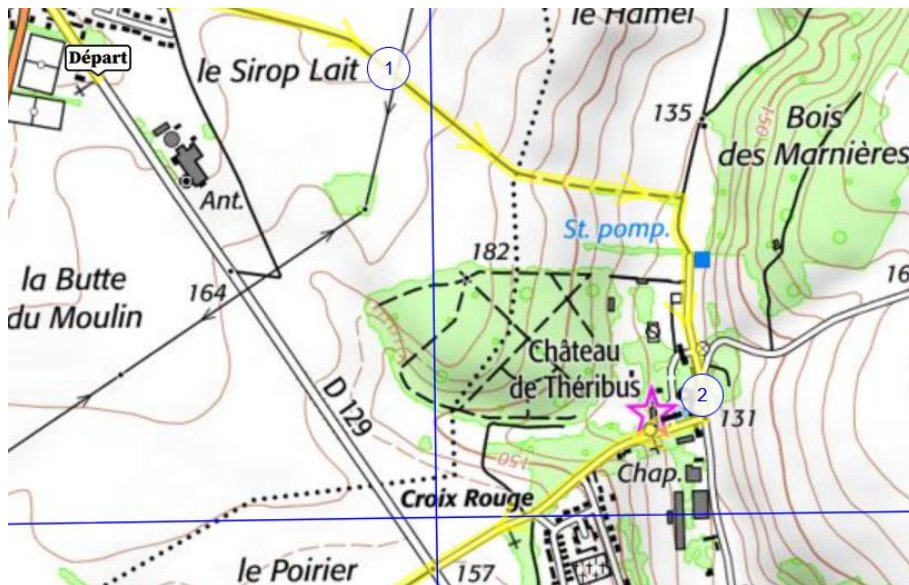 le Hamel
Départ
le Sirop Lait
1
135
150
Bois
des Marnières
Ant.
St. pomp.
182
la Butte
du Moulin
164
16
Château
de Théribus
D 129
2
131
150
Chap.
Croix Rouge
le Poirier
157